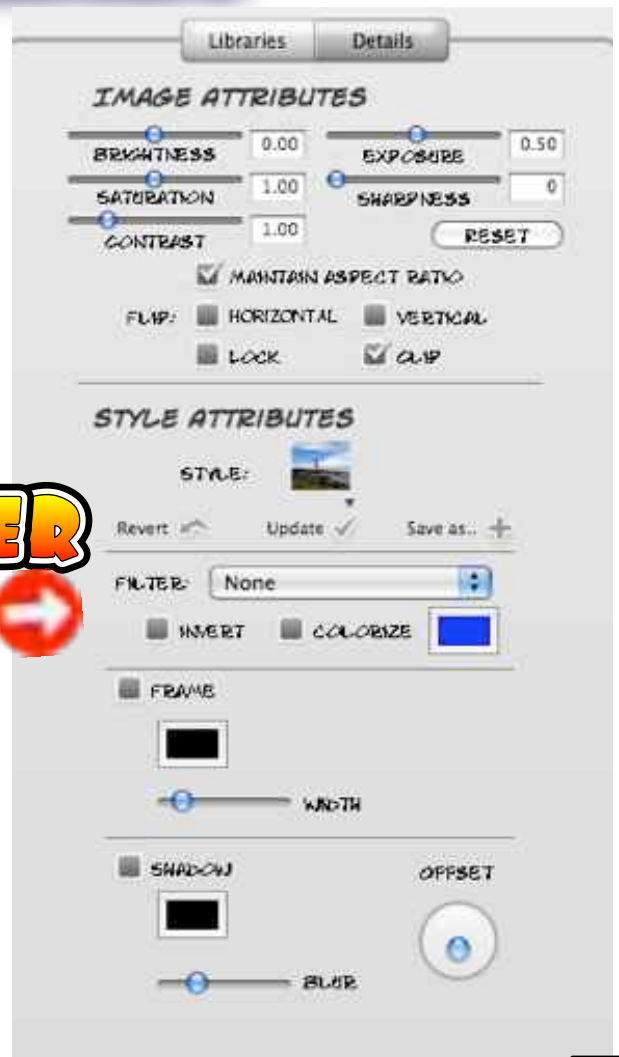 Libraries Details
IMAGE ATTRIBUTES
0.00 0.50
BRIGHTNESS EXPOSURE
1.00 0
SATURATION SHARPNESS
1.00
CONTRAST RESET
MAINTAIN ASPECT RATIO
FLIP: HORIZONTAL VERTICAL
LOCK CLIP
STYLE ATTRIBUTES
STYLE:
ER
Revert Update Save as..
FILTER: None
INVERT COLORIZE
FRAME
WIDTH
SHADOW OFFSET
BLUR